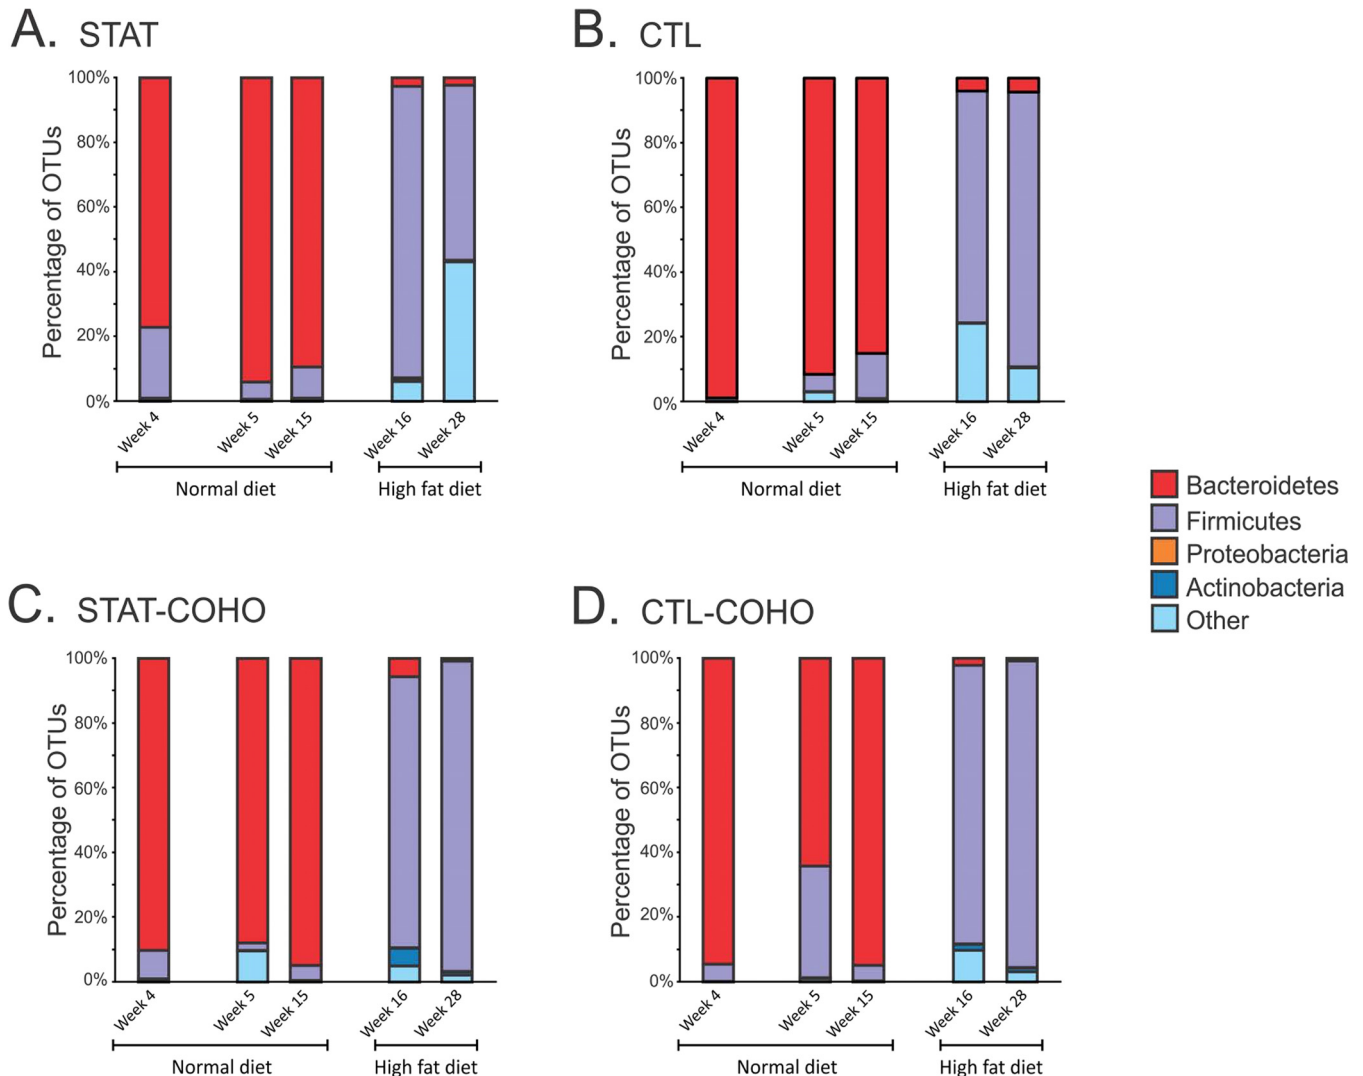 A. STAT
Percentage of OTUs
100%
80%
60%
40%
20%
0%
Week 4
Week 5
Week 15
Week 16
Week 28
Normal diet
High fat diet
B. CTL
Percentage of OTUs
100%
80%
60%
40%
20%
0%
Week 4
Week 5
Week 15
Week 16
Week 28
Normal diet
High fat diet
Bacteroidetes
Firmicutes
Proteobacteria
Actinobacteria
Other
C. STAT-COHO
Percentage of OTUs
100%
80%
60%
40%
20%
0%
Week 4
Week 5
Week 15
Week 16
Week 28
Normal diet
High fat diet
D. CTL-COHO
Percentage of OTUs
100%
80%
60%
40%
20%
0%
Week 4
Week 5
Week 15
Week 16
Week 28
Normal diet
High fat diet